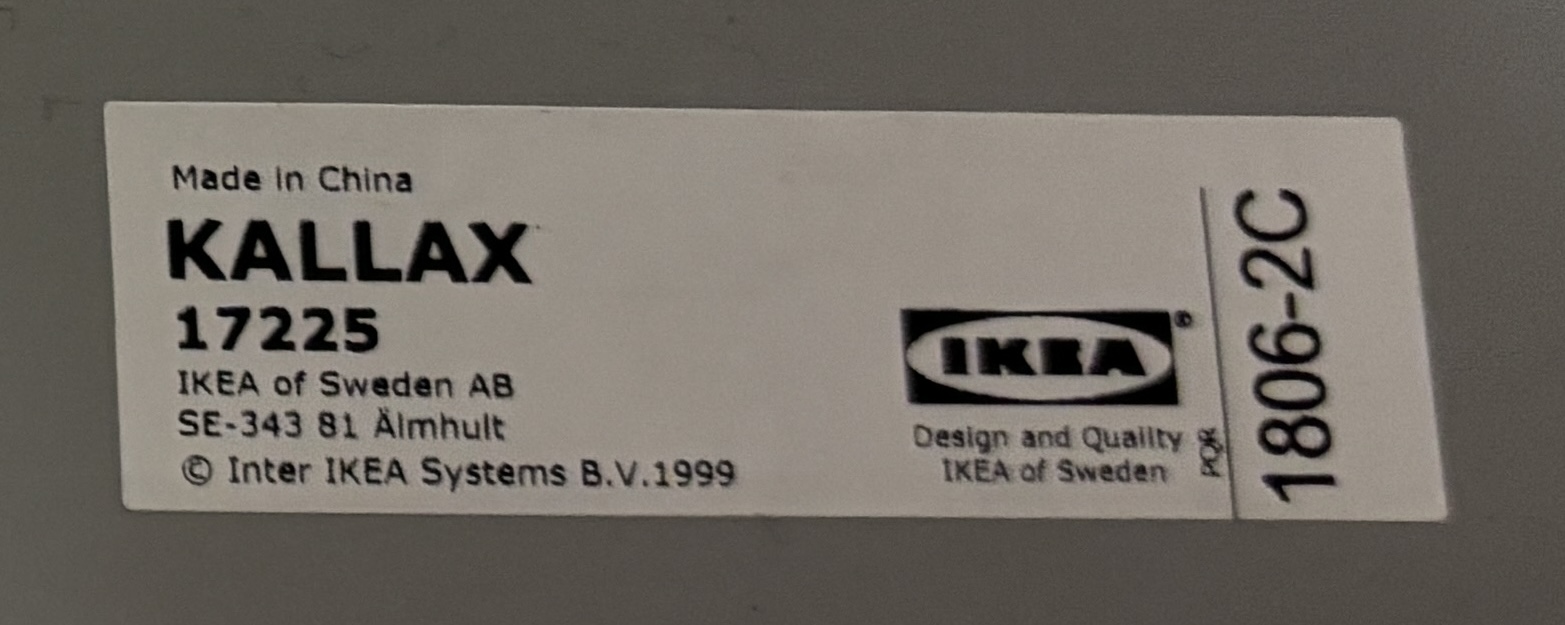 Made in China
KALLAX
17225
IKEA of Sweden AB
SE-343 81 Älmhult
© Inter IKEA Systems B.V.1999
IKEA®
Design and Quality
IKEA of Sweden
PQR
1806-2C